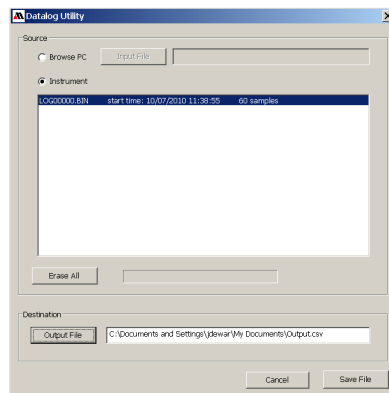 Datalog Utility
Source
Browse PC
Input File
Instrument
LOG00000.BIN start time: 10/07/2010 11:38:55 60 samples
Erase All
Destination
Output File
C:\Documents and Settings\jdewar\My Documents\Output.csv
Cancel
Save File